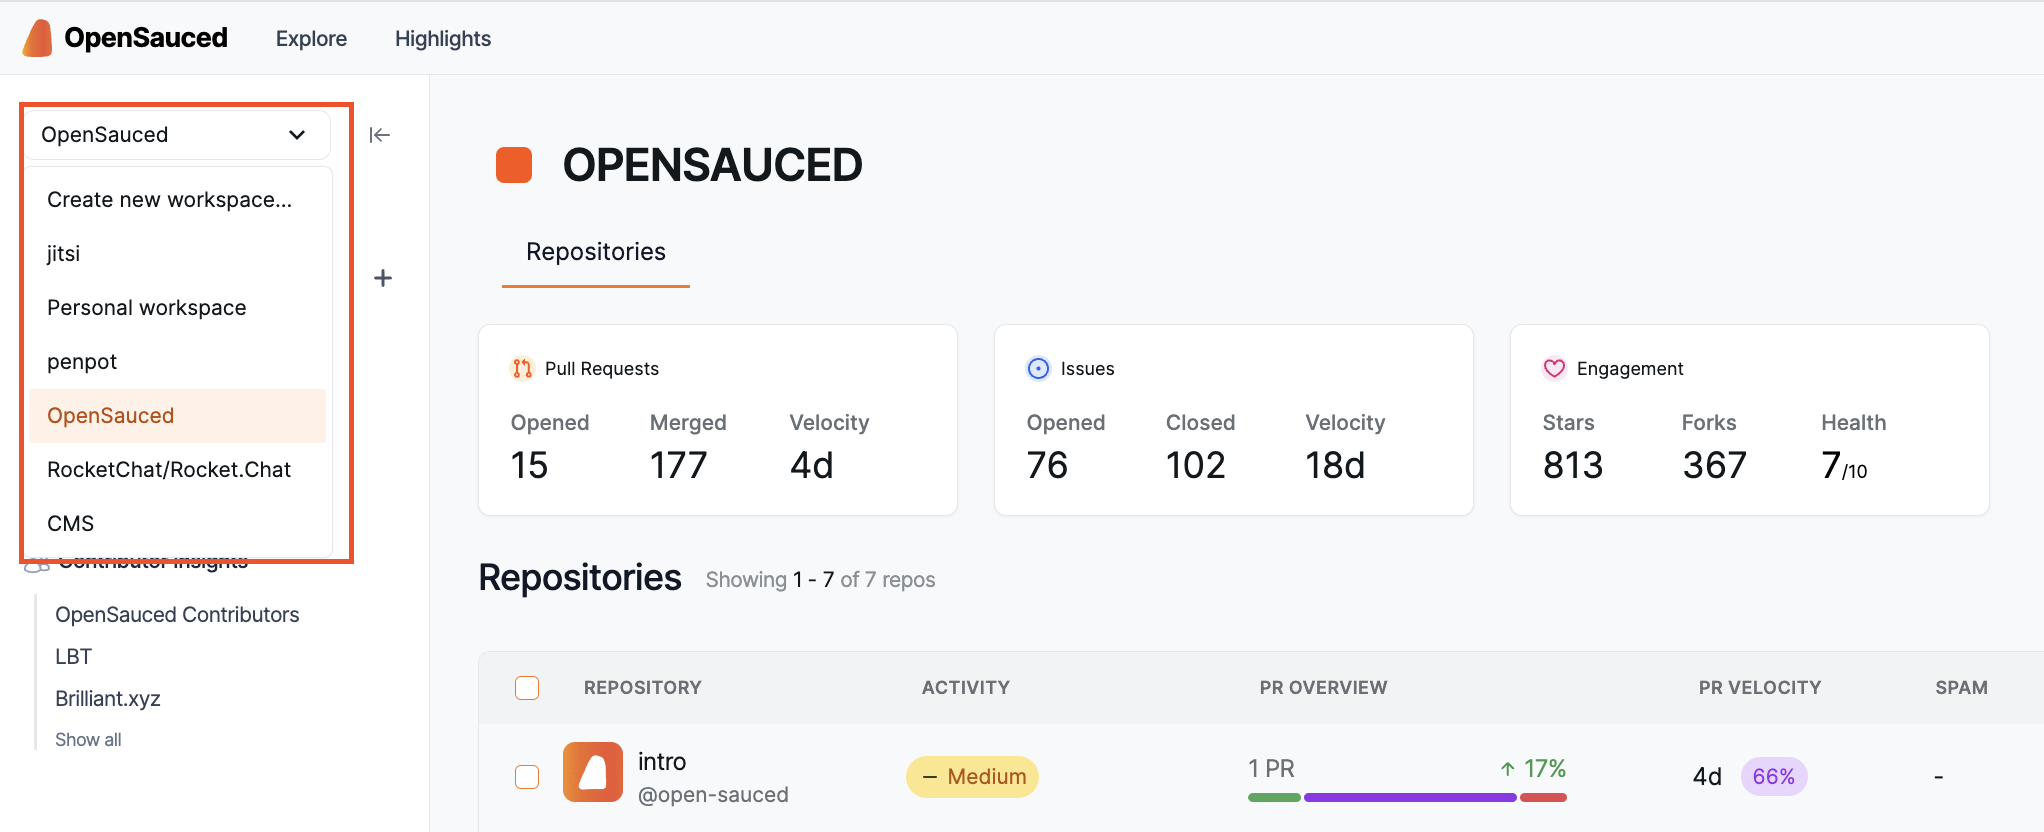 OpenSauced
Explore
Highlights
OpenSauced
Create new workspace...
jitsi
Personal workspace
penpot
OpenSauced
RocketChat/Rocket.Chat
CMS
Contributor Insights
OpenSauced Contributors
LBT
Brilliant.xyz
Show all
OPENSAUCED
Repositories
Pull Requests
Opened Merged Velocity
15 177 4d
Issues
Opened Closed Velocity
76 102 18d
Engagement
Stars Forks Health
813 367 7/10
Repositories Showing 1 - 7 of 7 repos
REPOSITORY ACTIVITY PR OVERVIEW PR VELOCITY SPAM
intro
@open-sauced
Medium
1 PR 17%
4d 66% -